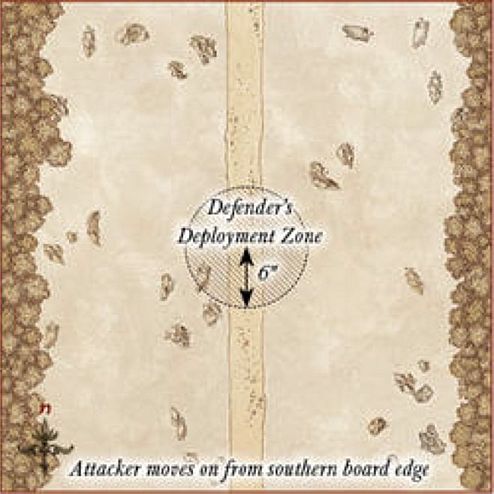 Defender's
Deployment Zone
6"
n
Attacker moves on from southern board edge